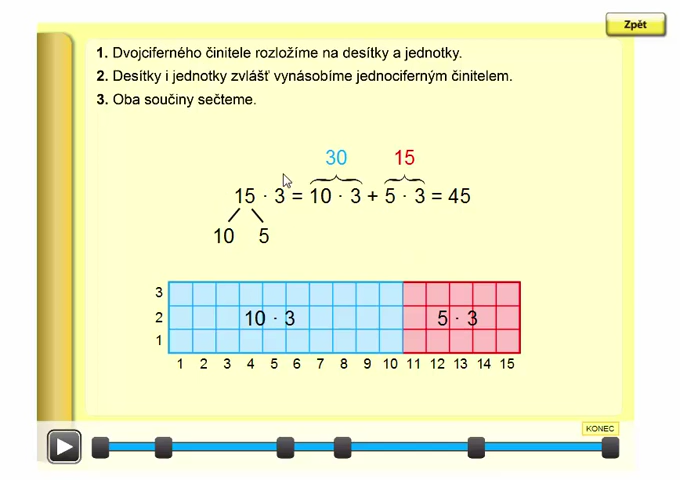 Zpět
1. Dvojciferného činitele rozložíme na desítky a jednotky.
2. Desítky i jednotky zvlášť vynásobíme jednociferným činitelem.
3. Oba součiny sečteme.
30 15
15 · 3 = 10 · 3 + 5 · 3 = 45
10 5
3
2 10 · 3 5 · 3
1
1 2 3 4 5 6 7 8 9 10 11 12 13 14 15
KONEC